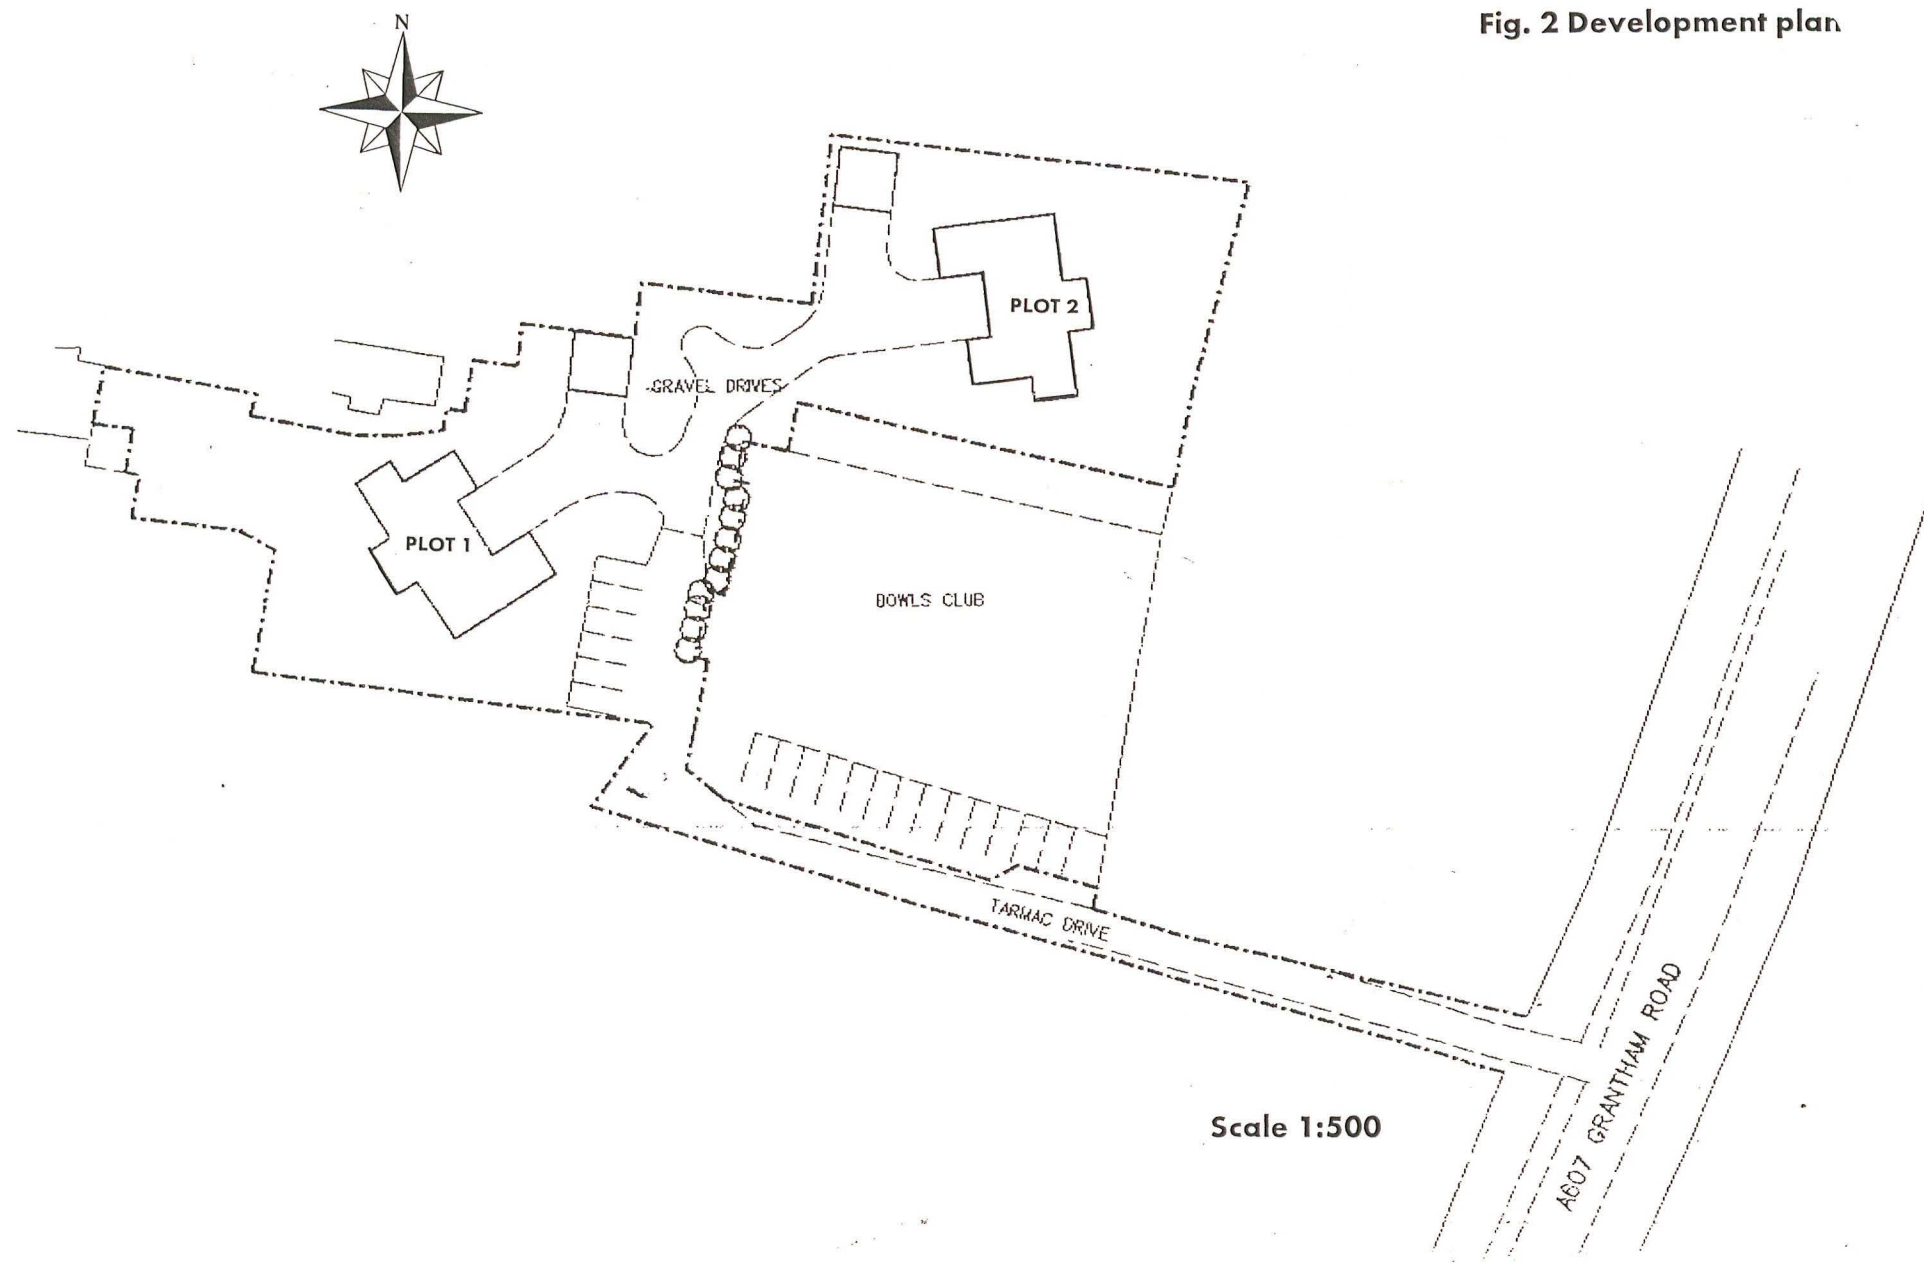 Fig. 2 Development plan
N
PLOT 2
GRAVEL DRIVES
PLOT 1
BOWLS CLUB
TARMAC DRIVE
A607 GRANTHAM ROAD
Scale 1:500